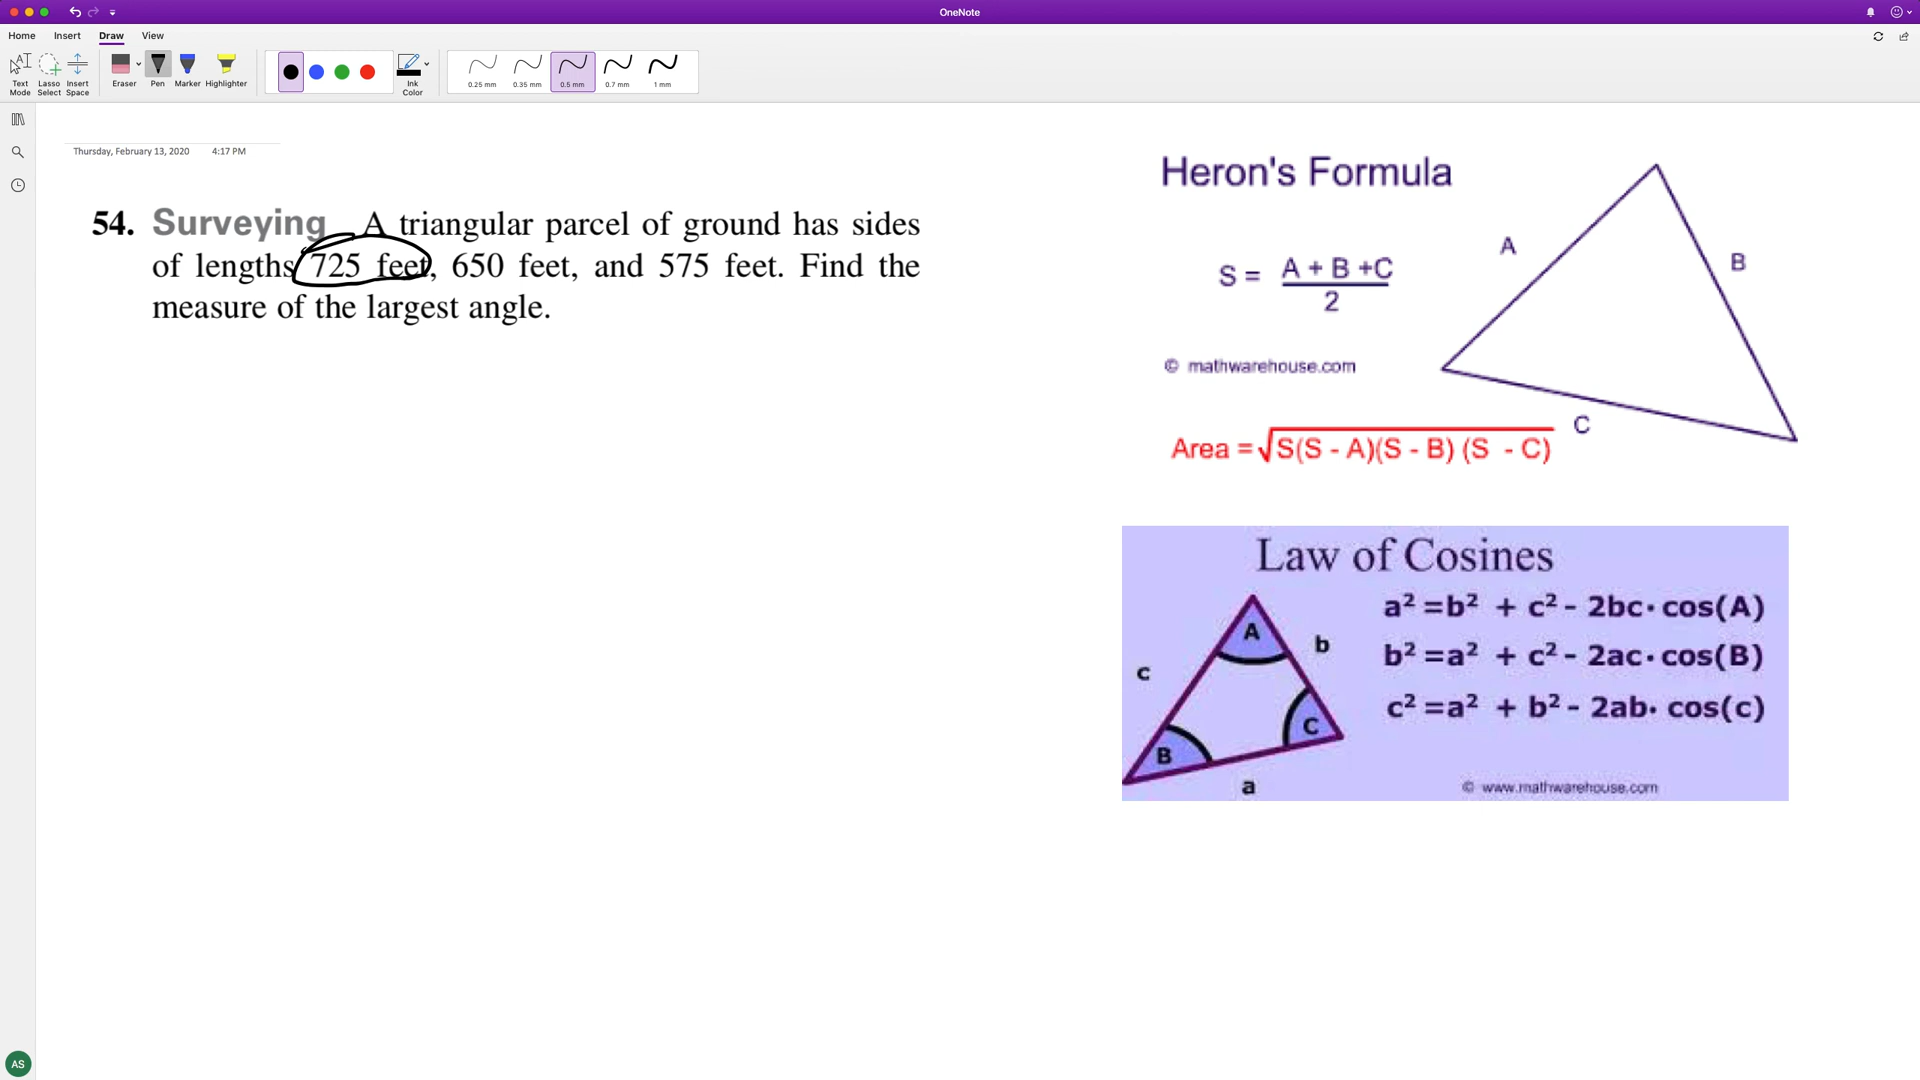 OneNote
Home Insert Draw View
Text Mode
Lasso Select
Insert Space
Eraser
Pen
Marker
Highlighter
Ink Color
0.25 mm
0.35 mm
0.5 mm
0.7 mm
1 mm
Thursday, February 13, 2020 4:17 PM
54. Surveying A triangular parcel of ground has sides
of lengths 725 feet, 650 feet, and 575 feet. Find the
measure of the largest angle.
Heron's Formula
A
B
S = A + B +C / 2
© mathwarehouse.com
C
Area = √S(S - A)(S - B) (S - C)
Law of Cosines
A
b
c
B
C
a
a² =b² + c² - 2bc·cos(A)
b² =a² + c² - 2ac·cos(B)
c² =a² + b² - 2ab· cos(c)
© www.mathwarehouse.com
AS